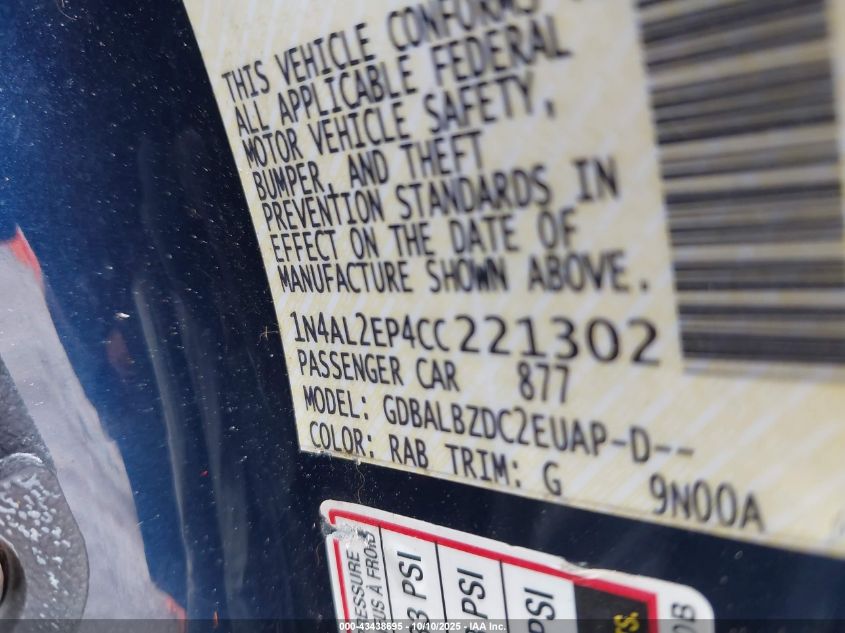 THIS VEHICLE CONFORMS
ALL APPLICABLE FEDERAL
MOTOR VEHICLE SAFETY,
BUMPER, AND THEFT
PREVENTION STANDARDS IN
EFFECT ON THE DATE OF
MANUFACTURE SHOWN ABOVE.
1N4AL2EP4CC221302
PASSENGER CAR 877
MODEL: GDBALBZDC2EUAP-D--
COLOR: RAB TRIM: G 9N00A
PSI
PSI
PSI
000-43438695 - 10/10/2025 - IAA Inc.